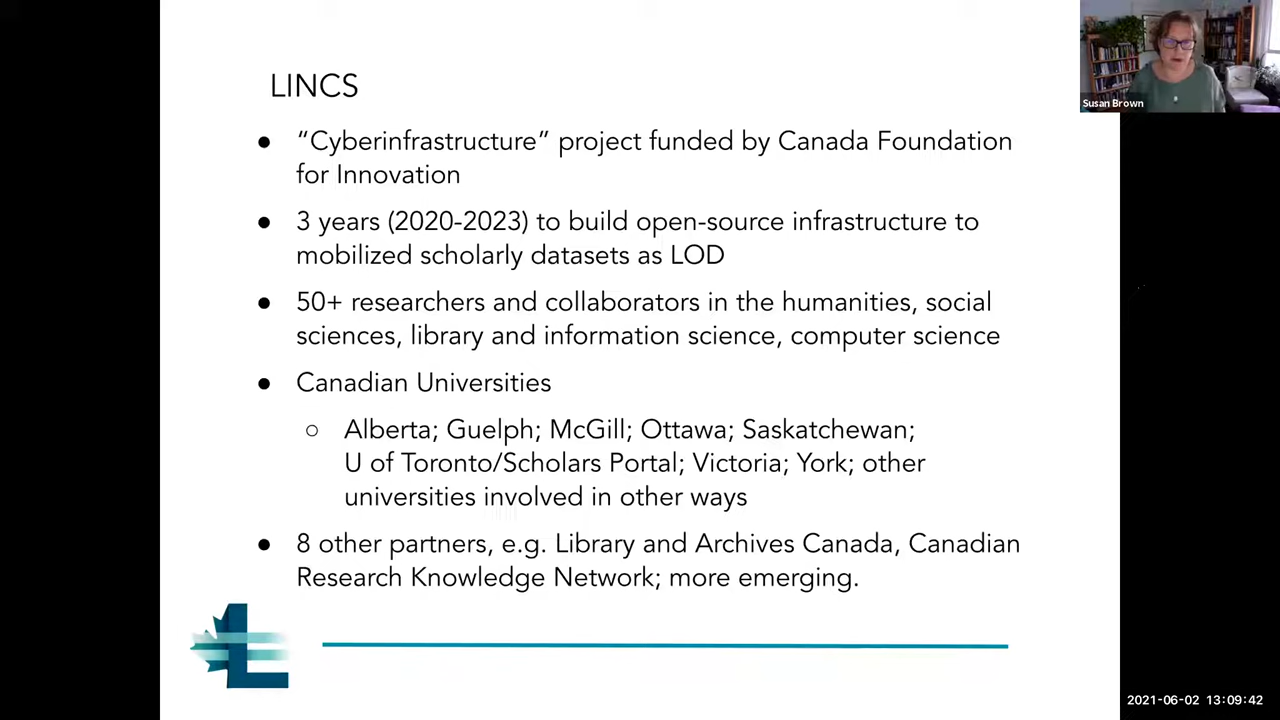 LINCS
● “Cyberinfrastructure” project funded by Canada Foundation
for Innovation
● 3 years (2020-2023) to build open-source infrastructure to
mobilized scholarly datasets as LOD
● 50+ researchers and collaborators in the humanities, social
sciences, library and information science, computer science
● Canadian Universities
○ Alberta; Guelph; McGill; Ottawa; Saskatchewan;
U of Toronto/Scholars Portal; Victoria; York; other
universities involved in other ways
● 8 other partners, e.g. Library and Archives Canada, Canadian
Research Knowledge Network; more emerging.
L
Susan Brown
2021-06-02 13:09:42